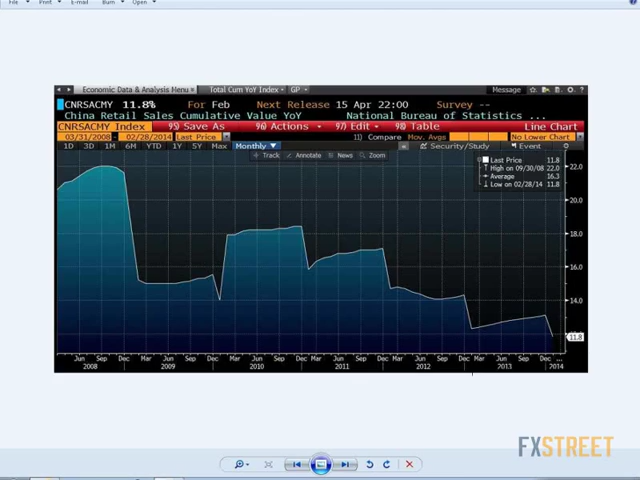 File Print E-mail Burn Open
Economic Data & Analysis Menu Total Cum YoY Index GP Message
CNRSACMY 11.8% For Feb Next Release 15 Apr 22:00 Survey --
China Retail Sales Cumulative Value YoY National Bureau of Statistics ...
CNRSACMY Index 95) Save As 96) Actions 97) Edit 98) Table Line Chart
03/31/2008 - 02/28/2014 Last Price 11) Compare Mov. Avgs No Lower Chart
1D 3D 1M 6M YTD 1Y 5Y Max Monthly « Security/Study Event
Track Annotate News Zoom
Last Price 11.8
High on 09/30/08 22.0
Average 16.3
Low on 02/28/14 11.8
22.0
20.0
18.0
16.0
14.0
11.8
Jun Sep Dec Mar Jun Sep Dec Mar Jun Sep Dec Mar Jun Sep Dec Mar Jun Sep Dec Mar Jun Sep Dec ...
2008 2009 2010 2011 2012 2013 2014
FXSTREET